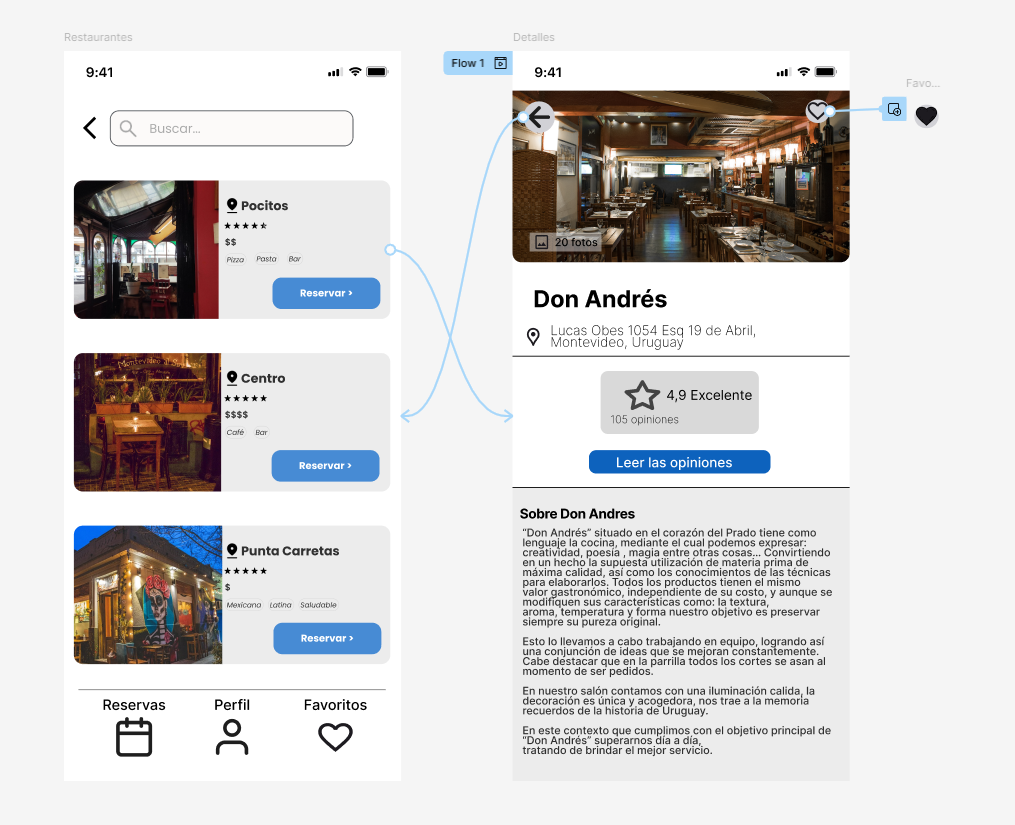 Restaurantes
9:41
Buscar...
Pocitos
$$
Pizza Pasta Bar
Reservar >
Montevideo al Sur
Centro
$$$$
Café Bar
Reservar >
Punta Carretas
$
Mexicana Latina Saludable
Reservar >
Reservas Perfil Favoritos
Flow 1
Detalles
9:41
20 fotos
Don Andrés
Lucas Obes 1054 Esq 19 de Abril,
Montevideo, Uruguay
4,9 Excelente
105 opiniones
Leer las opiniones
Sobre Don Andres
“Don Andrés” situado en el corazón del Prado tiene como
lenguaje la cocina, mediante el cual podemos expresar:
creatividad, poesía , magia entre otras cosas... Convirtiendo
en un hecho la supuesta utilización de materia prima de
máxima calidad, así como los conocimientos de las técnicas
para elaborarlos. Todos los productos tienen el mismo
valor gastronómico, independiente de su costo, y aunque se
modifiquen sus características como: la textura,
aroma, temperatura y forma nuestro objetivo es preservar
siempre su pureza original.
Esto lo llevamos a cabo trabajando en equipo, logrando así
una conjunción de ideas que se mejoran constantemente.
Cabe destacar que en la parrilla todos los cortes se asan al
momento de ser pedidos.
En nuestro salón contamos con una iluminación calida, la
decoración es única y acogedora, nos trae a la memoria
recuerdos de la historia de Uruguay.
En este contexto que cumplimos con el objetivo principal de
“Don Andrés” superarnos día a día,
tratando de brindar el mejor servicio.
Favo...